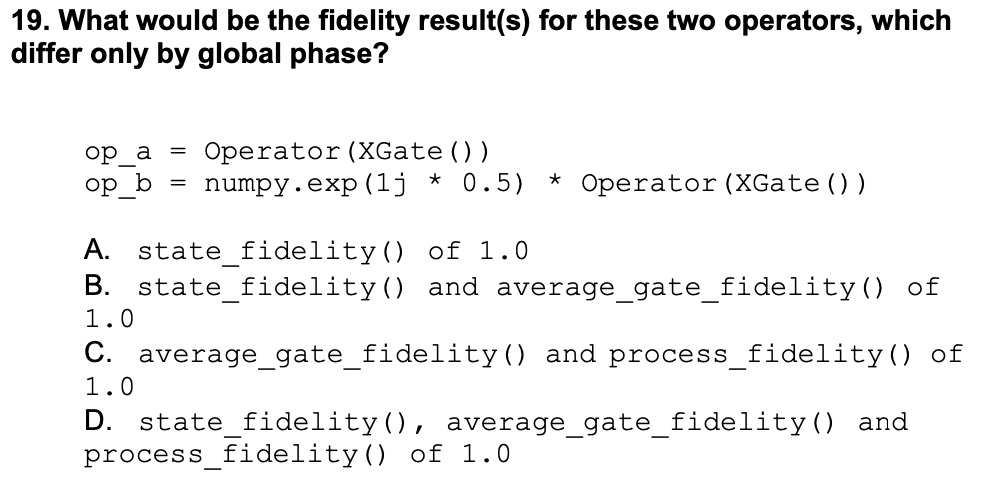 19. What would be the fidelity result(s) for these two operators, which
differ only by global phase?
op_a = Operator(XGate())
op_b = numpy.exp(1j * 0.5) * Operator(XGate())
A. state_fidelity() of 1.0
B. state_fidelity() and average_gate_fidelity() of
1.0
C. average_gate_fidelity() and process_fidelity() of
1.0
D. state_fidelity(), average_gate_fidelity() and
process_fidelity() of 1.0